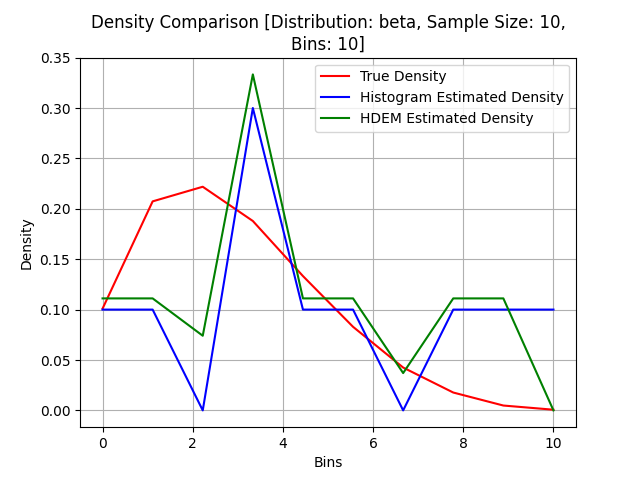 Density Comparison [Distribution: beta, Sample Size: 10,
Bins: 10]
True Density
Histogram Estimated Density
HDEM Estimated Density
Density
0.35
0.30
0.25
0.20
0.15
0.10
0.05
0.00
0 2 4 6 8 10
Bins